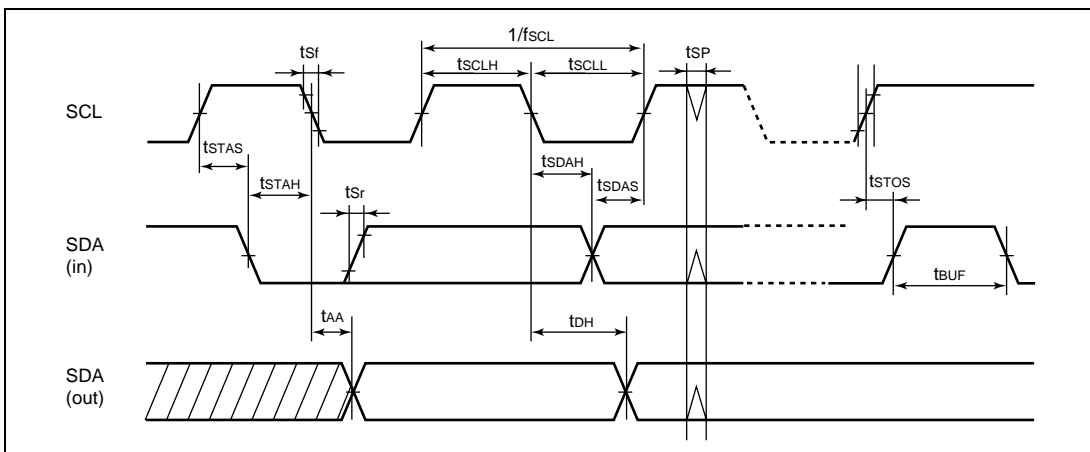 1/fSCL
tSf
tSCLH
tSCLL
tSP
SCL
tSTAS
tSTAH
tSr
tSDAH
tSDAS
tSTOS
SDA
(in)
tBUF
tAA
tDH
SDA
(out)